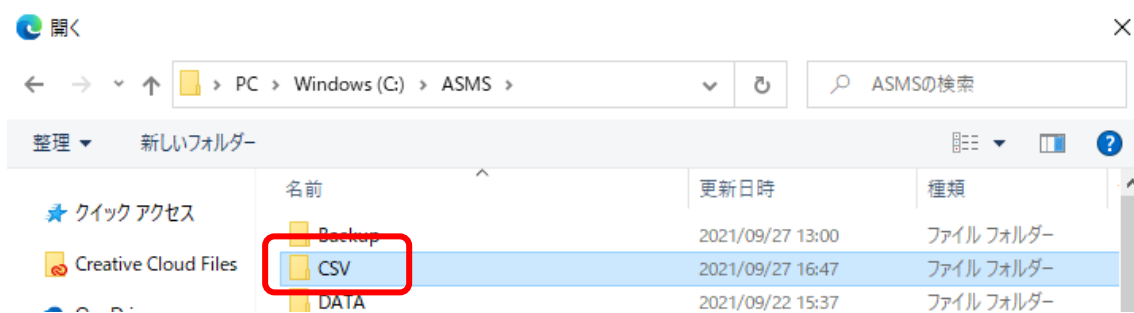 開く
PC > Windows (C:) > ASMS >
ASMSの検索
整理
新しいフォルダー
名前 更新日時 種類
クイック アクセス
Backup 2021/09/27 13:00 ファイル フォルダー
Creative Cloud Files
CSV 2021/09/27 16:47 ファイル フォルダー
DATA 2021/09/22 15:37 ファイル フォルダー